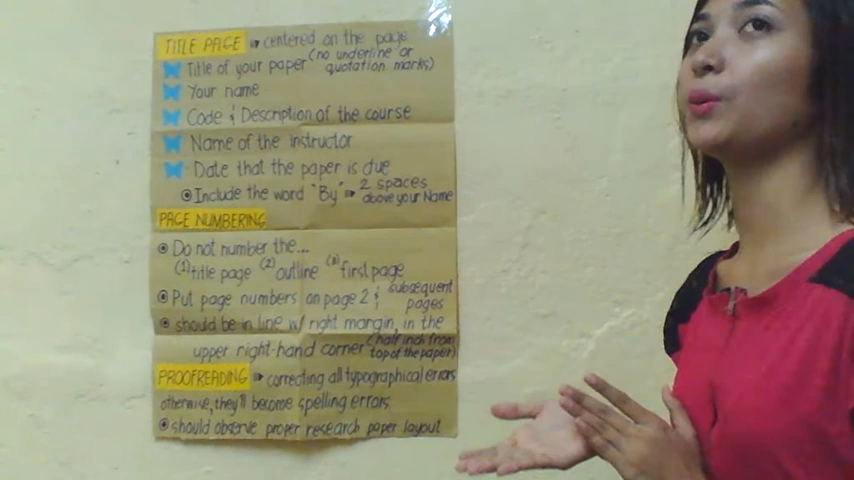 TITLE PAGE ➠ centered on the page
(no underline or
Title of your paper quotation marks)
Your name
Code & Description of the course
Name of the instructor
Date that the paper is due
Include the word "By" ➠ 2 spaces
above your Name
PAGE NUMBERING
Do not number the...
(1) title page (2) outline (3) first page
Put page numbers on page 2 & subsequent
pages
should be in line w/ right margin, in the
upper right-hand corner (half inch from
top of the paper)
PROOFREADING ➠ correcting all typographical errors
otherwise, they'll become spelling errors
should observe proper research paper layout